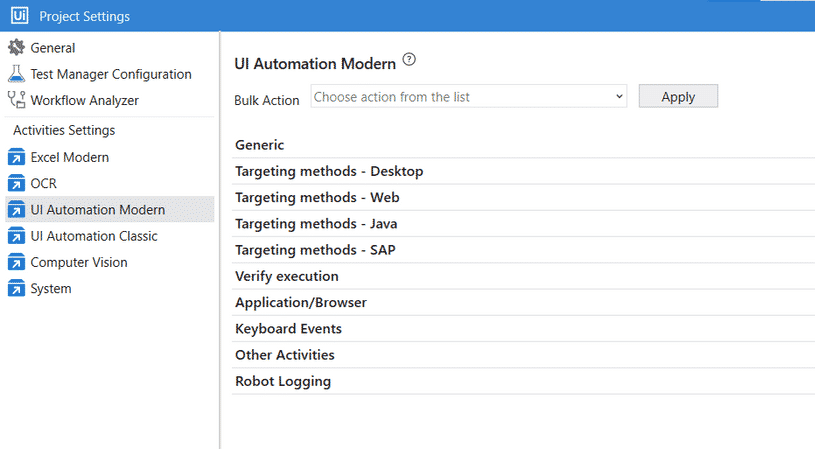 Ui Project Settings
General
Test Manager Configuration
Workflow Analyzer
Activities Settings
Excel Modern
OCR
UI Automation Modern
UI Automation Classic
Computer Vision
System
UI Automation Modern ?
Bulk Action Choose action from the list Apply
Generic
Targeting methods - Desktop
Targeting methods - Web
Targeting methods - Java
Targeting methods - SAP
Verify execution
Application/Browser
Keyboard Events
Other Activities
Robot Logging